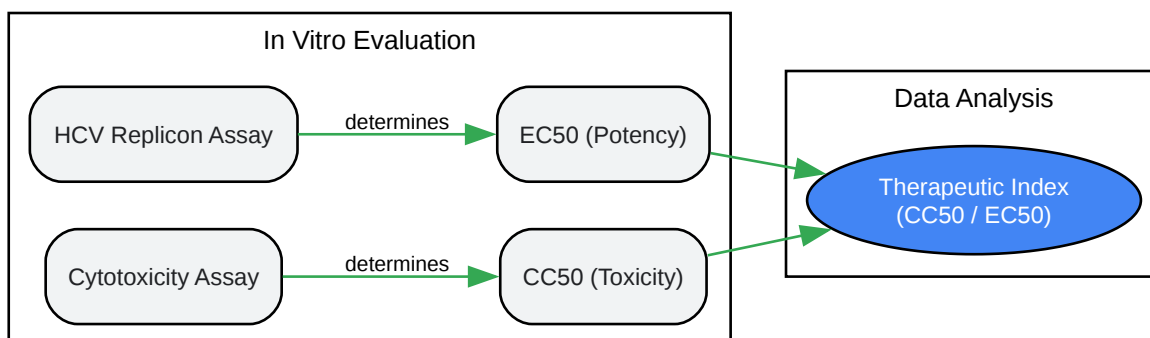 In Vitro Evaluation
HCV Replicon Assay
determines
EC50 (Potency)
Cytotoxicity Assay
determines
CC50 (Toxicity)
Data Analysis
Therapeutic Index
(CC50 / EC50)